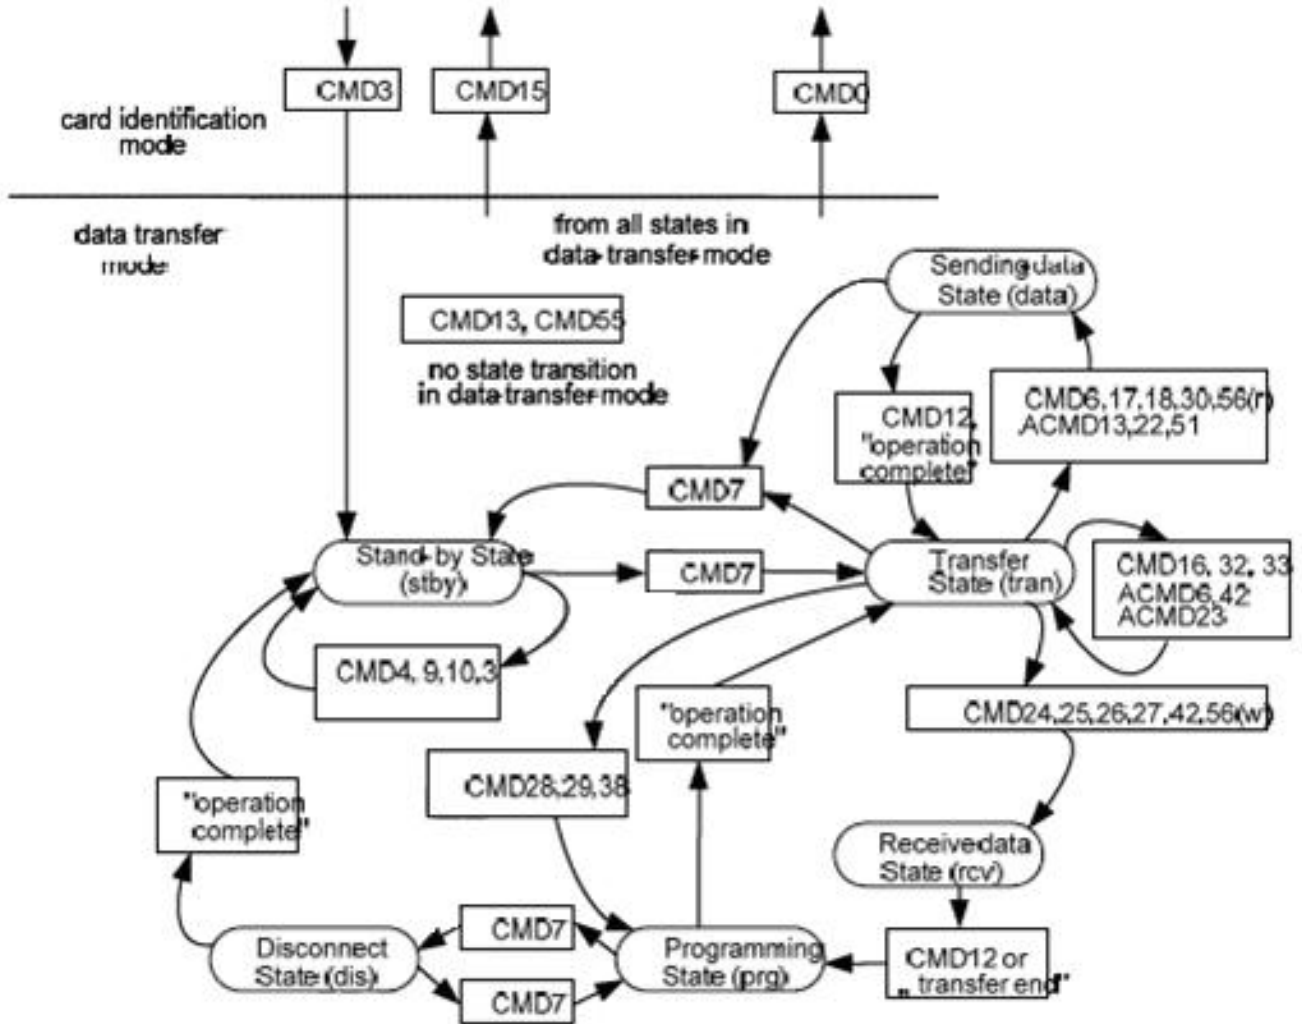 CMD3
CMD15
CMD0
card identification
mode
data transfer
mode
from all states in
data-transfer-mode
CMD13, CMD55
no state transition
in data-transfer-mode
Sending data
State (data)
CMD12,
"operation
complete"
CMD6,17,18,30,56(r)
ACMD13,22,51
CMD7
Stand-by State
(stby)
CMD7
Transfer
State (tran)
CMD16, 32, 33
ACMD6,42
ACMD23
CMD4, 9,10,3
"operation
complete"
CMD24,25,26,27,42,56(w)
CMD28,29,38
"operation
complete"
Receive data
State (rcv)
CMD7
Disconnect
State (dis)
Programming
State (prg)
CMD12 or
„ transfer end"
CMD7